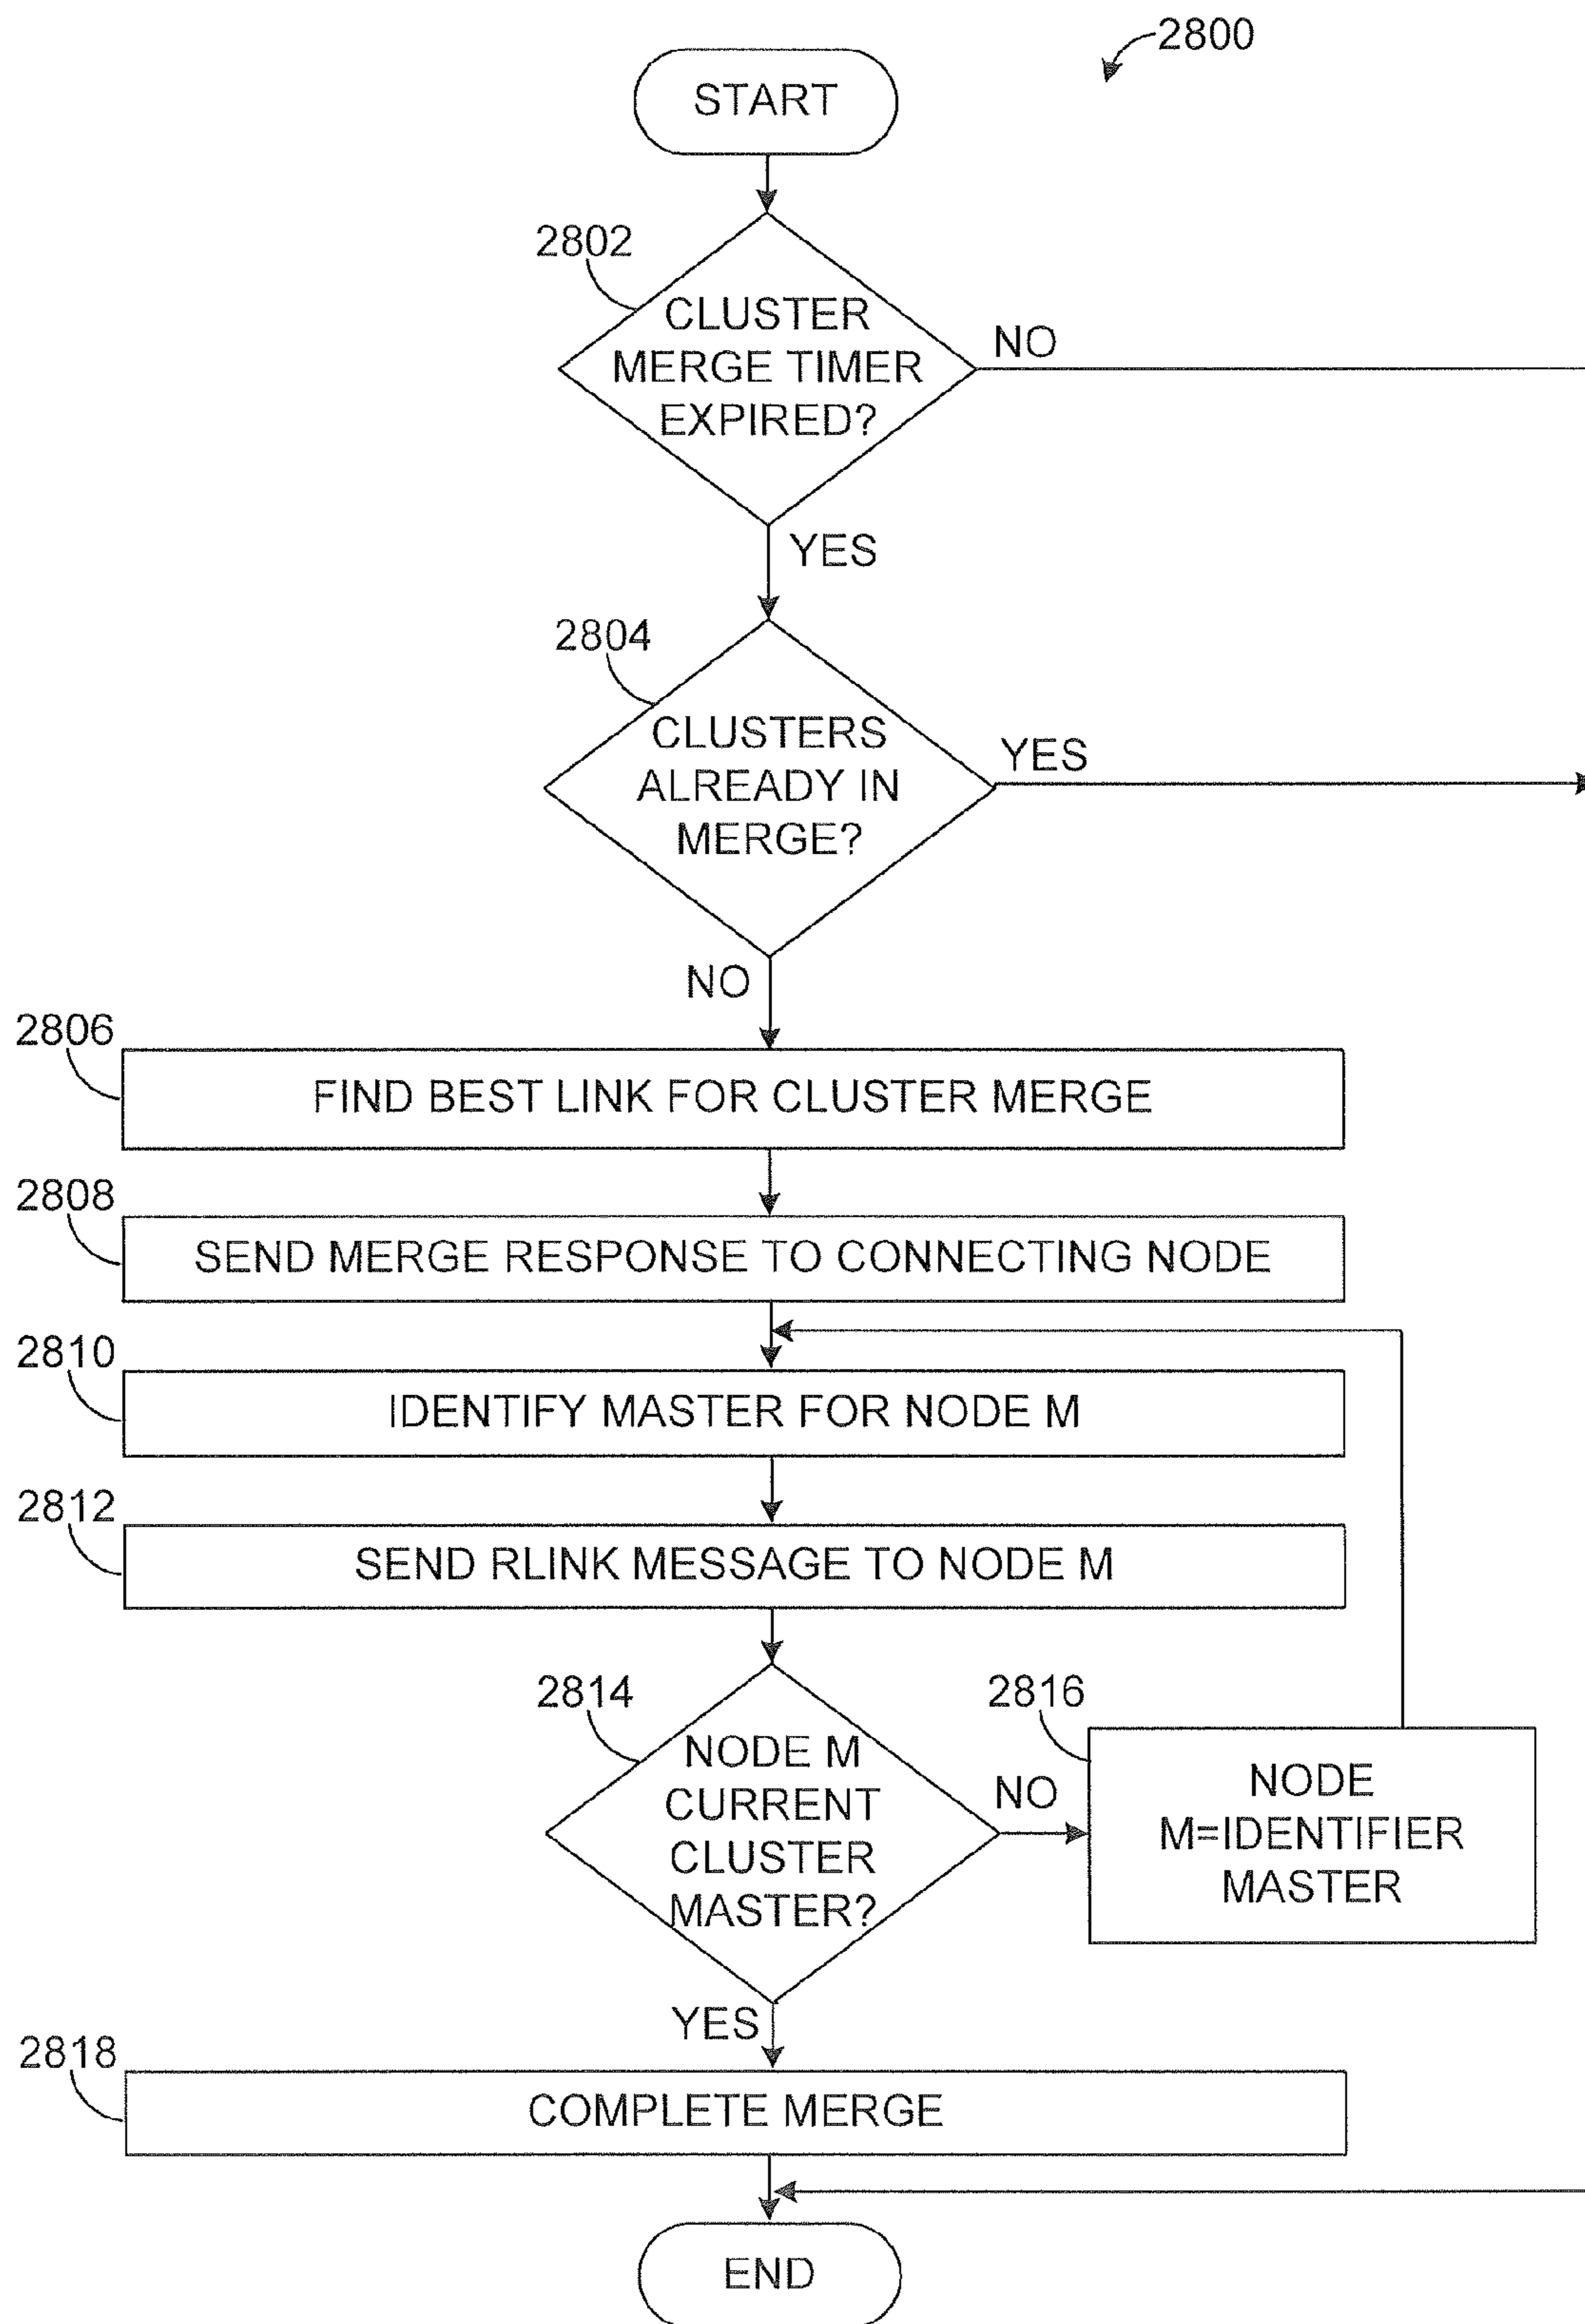 2800
START
2802
CLUSTER
MERGE TIMER
EXPIRED?
NO
YES
2804
CLUSTERS
ALREADY IN
MERGE?
YES
NO
2806
FIND BEST LINK FOR CLUSTER MERGE
2808
SEND MERGE RESPONSE TO CONNECTING NODE
2810
IDENTIFY MASTER FOR NODE M
2812
SEND RLINK MESSAGE TO NODE M
2814
NODE M
CURRENT
CLUSTER
MASTER?
NO
2816
NODE
M=IDENTIFIER
MASTER
YES
2818
COMPLETE MERGE
END